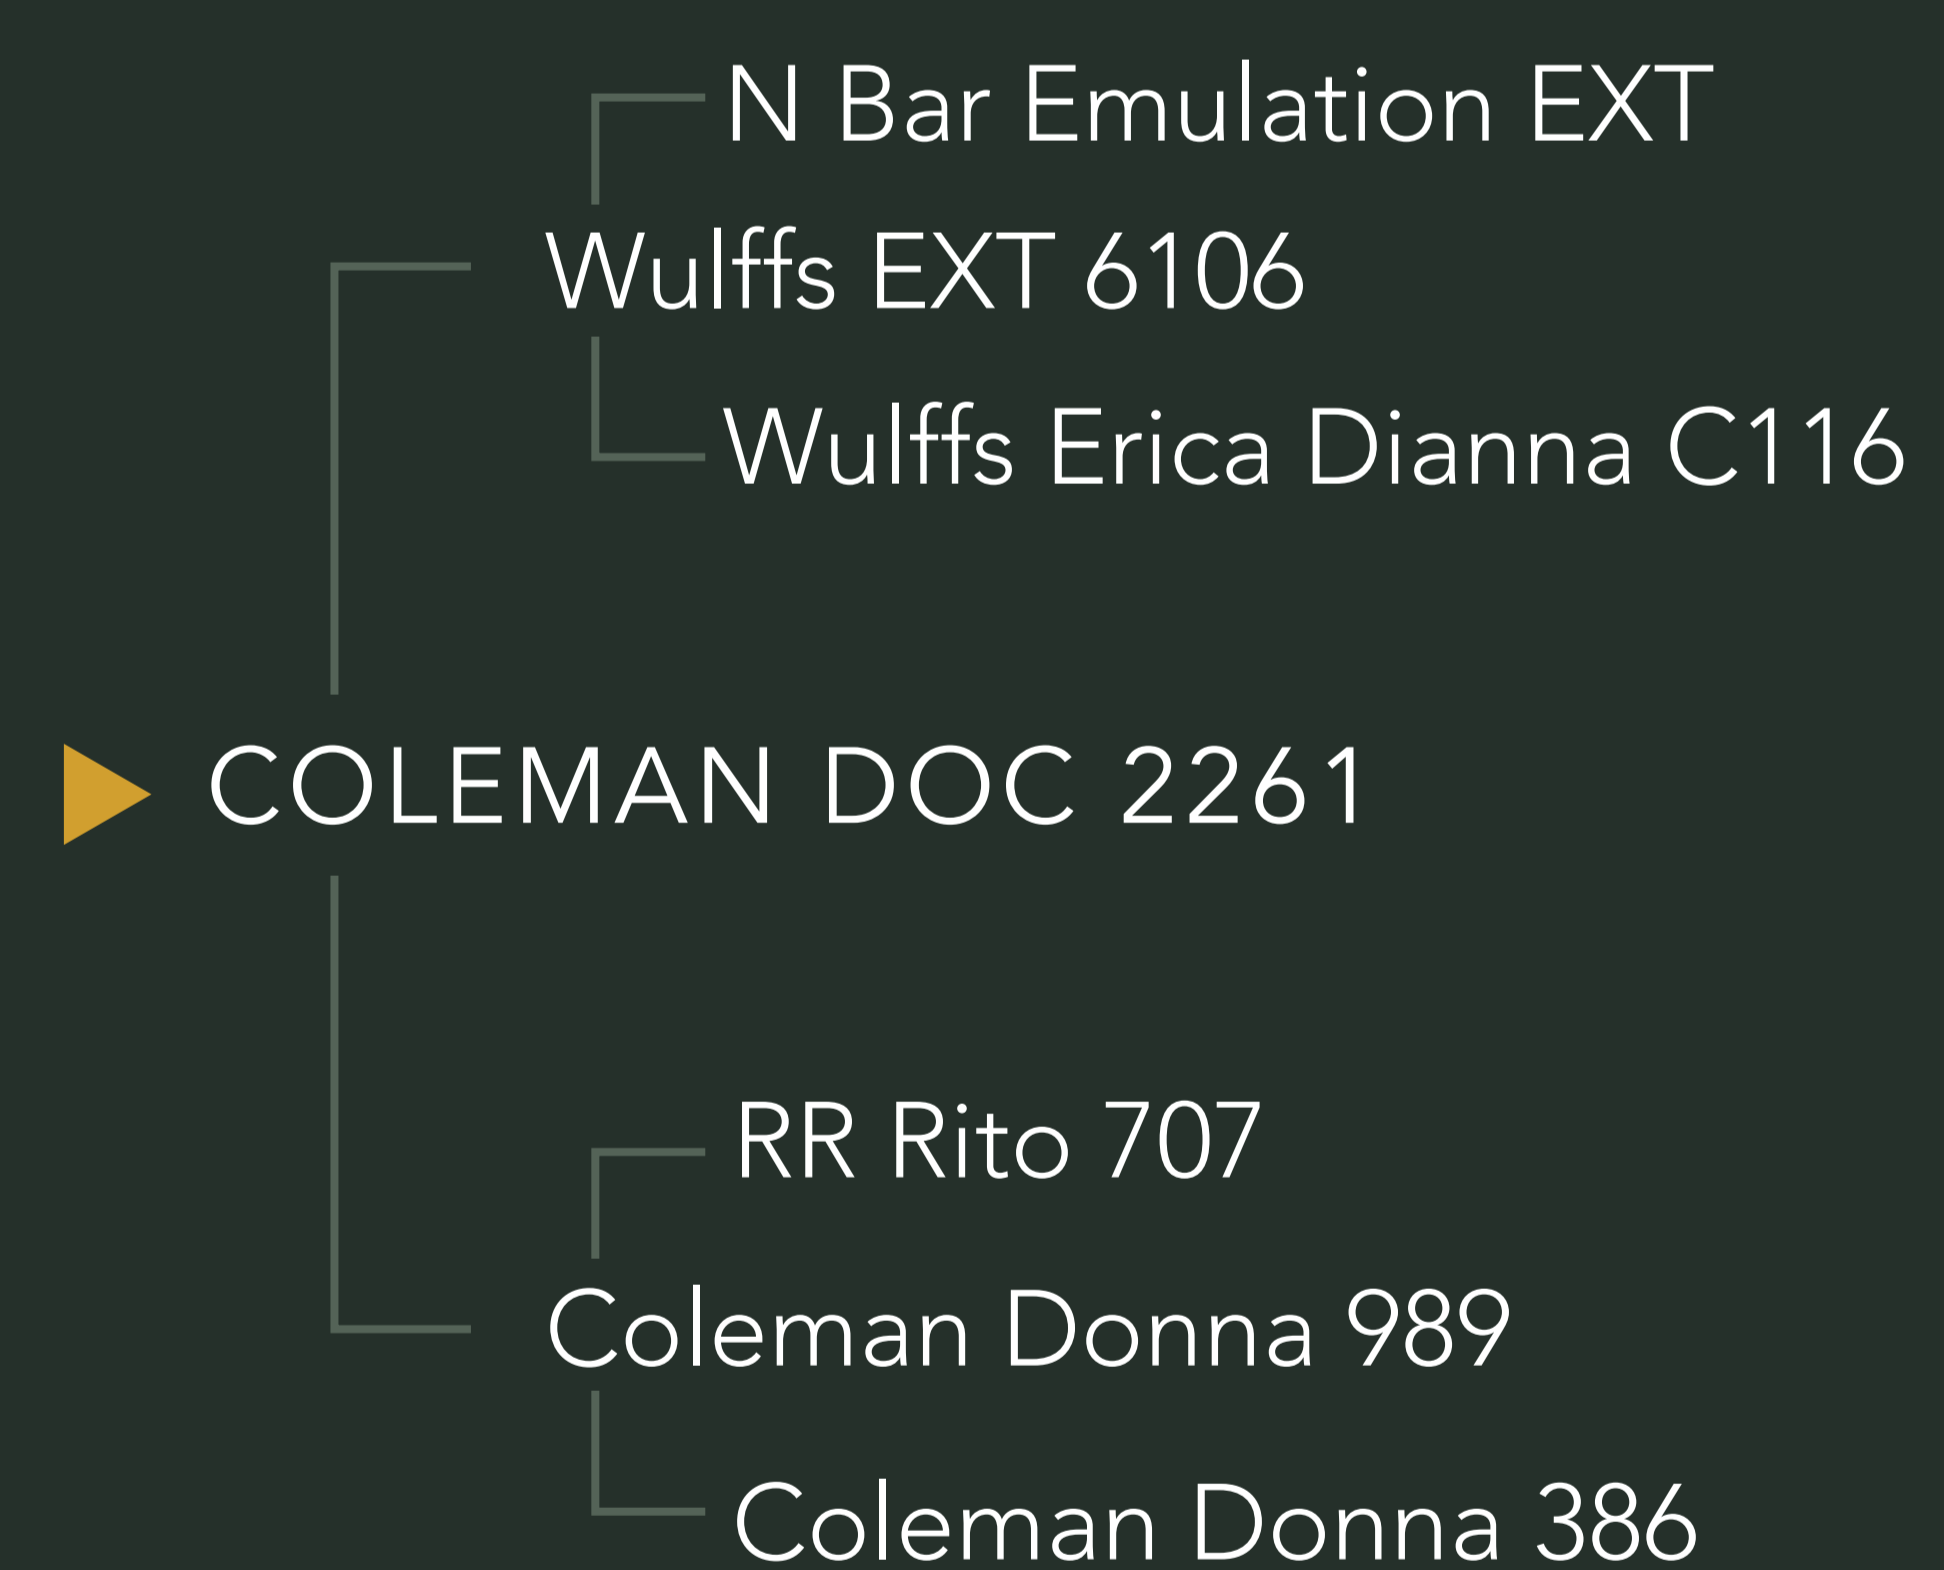 N Bar Emulation EXT
Wulffs EXT 6106
Wulffs Erica Dianna C116
COLEMAN DOC 2261
RR Rito 707
Coleman Donna 989
Coleman Donna 386